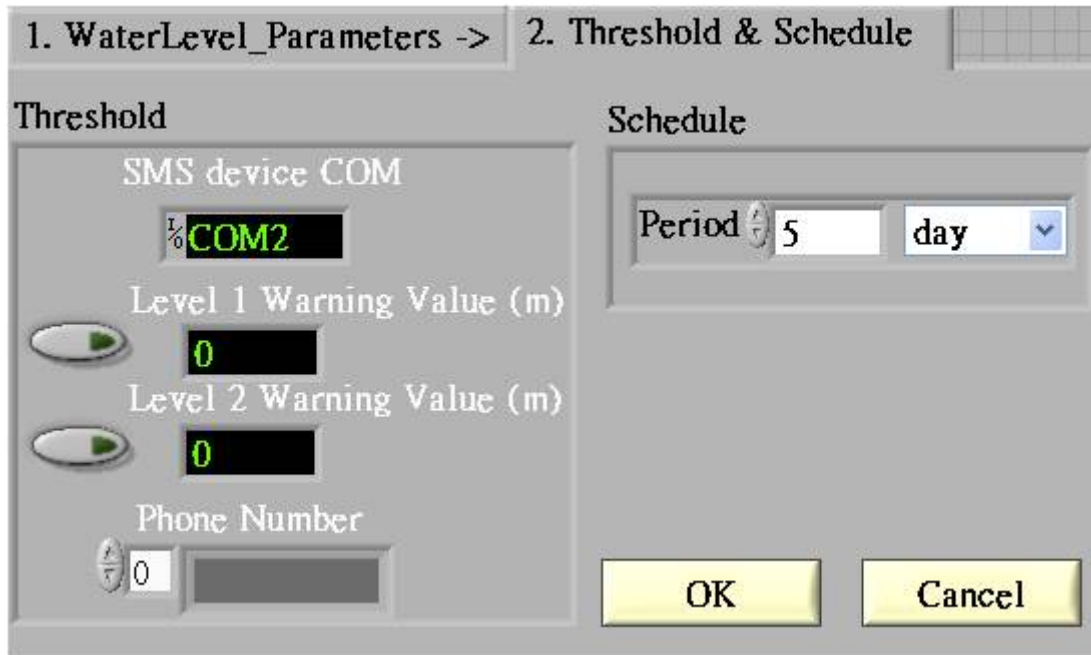 1. WaterLevel_Parameters ->
2. Threshold & Schedule
Threshold
SMS device COM
I/O COM2
Level 1 Warning Value (m)
0
Level 2 Warning Value (m)
0
Phone Number
0
Schedule
Period 5 day
OK
Cancel